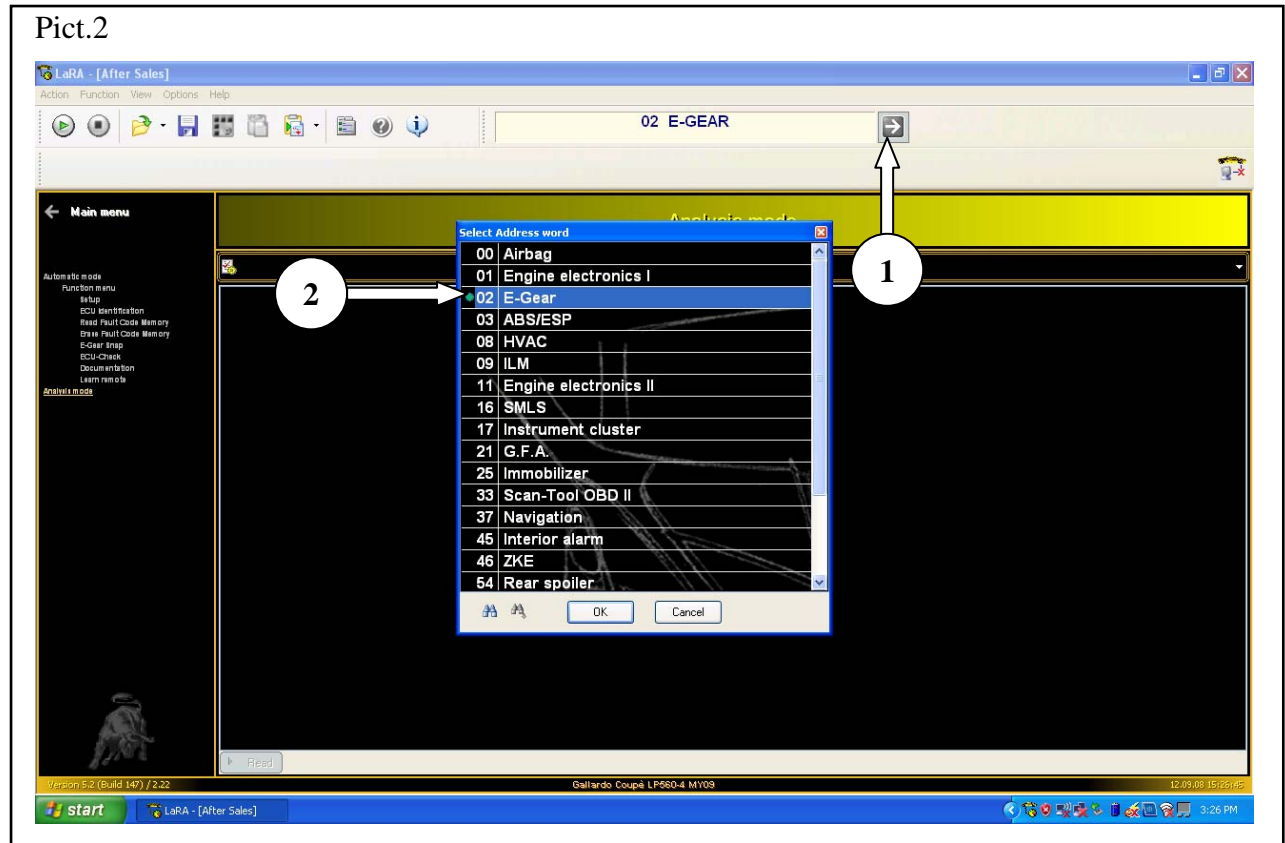 Pict.2
LaRA - [After Sales]
Action Function View Options Help
02 E-GEAR
1
Main menu
Analysis mode
Select Address word
00 Airbag
01 Engine electronics I
2
02 E-Gear
03 ABS/ESP
08 HVAC
09 ILM
11 Engine electronics II
16 SMLS
17 Instrument cluster
21 G.F.A.
25 Immobilizer
33 Scan-Tool OBD II
37 Navigation
45 Interior alarm
46 ZKE
54 Rear spoiler
OK Cancel
Automatic mode
Function menu
Setup
ECU Identification
Read Fault Code Memory
Erase Fault Code Memory
E-Gear Snap
ECU-Check
Documentation
Learn remote
Analysis mode
Read
Version 5.2 (Build 147) / 2.22 Gallardo Coupè LP560-4 MY09 12.09.08 15:26:45
start LaRA - [After Sales] 3:26 PM